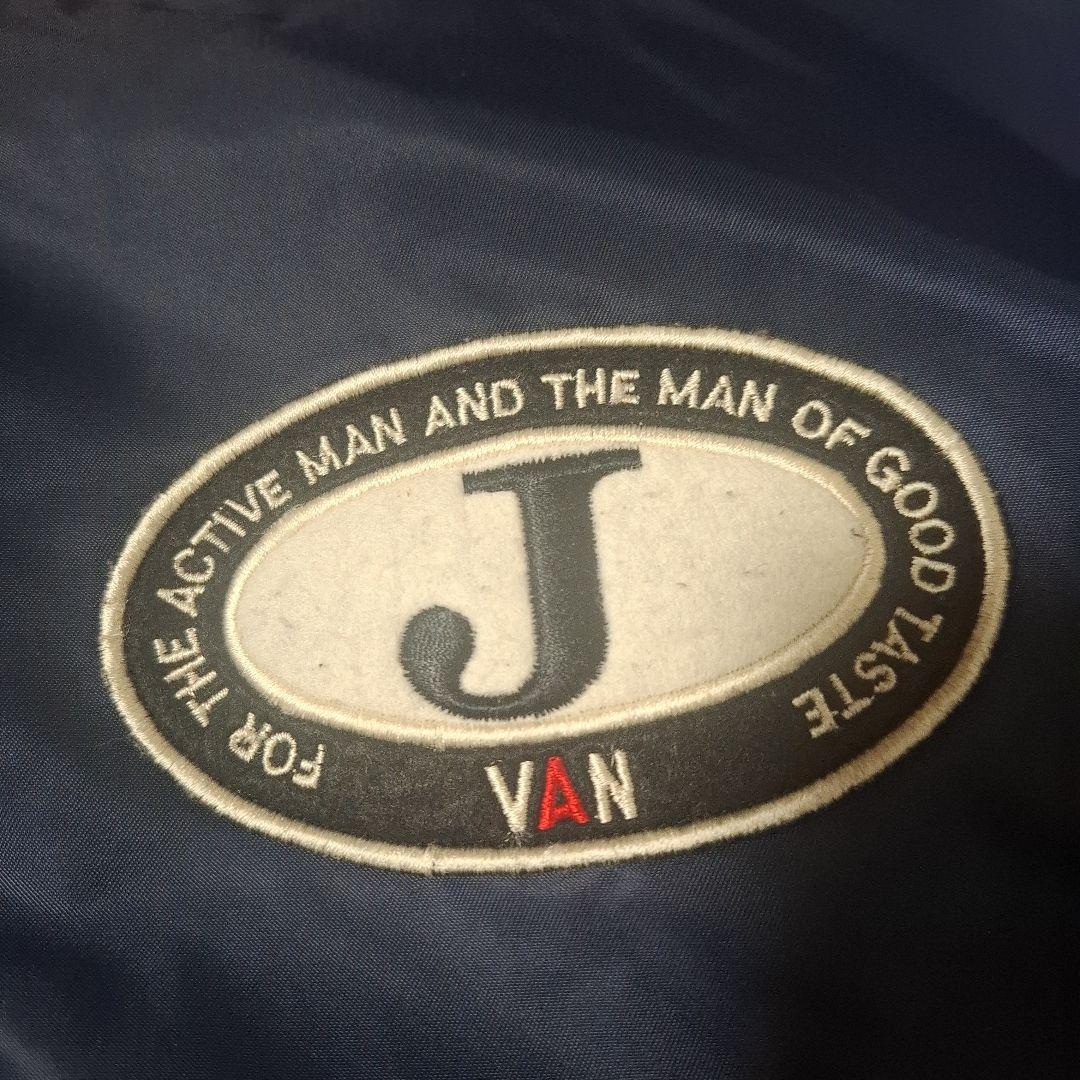 FOR THE ACTIVE MAN AND THE MAN OF GOOD TASTE
J
VAN